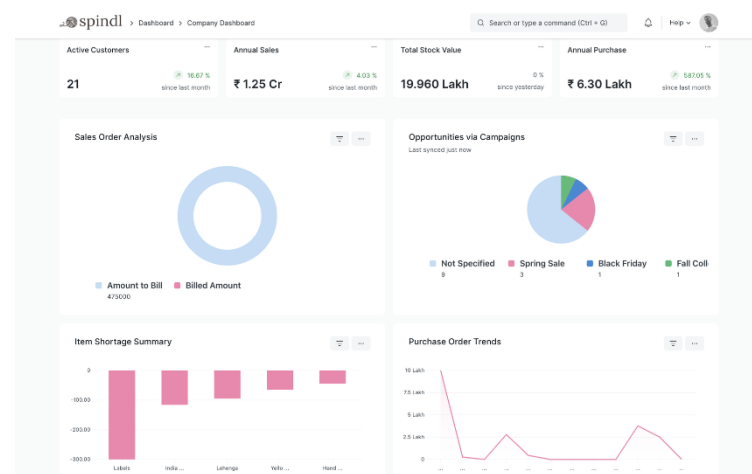 spindl > Dashboard > Company Dashboard
Search or type a command (Ctrl + G)
Help
Active Customers ...
21
16.67 %
since last month
Annual Sales ...
₹ 1.25 Cr
4.03 %
since last month
Total Stock Value ...
19.960 Lakh
0 %
since yesterday
Annual Purchase ...
₹ 6.30 Lakh
587.05 %
since last month
Sales Order Analysis
...
Amount to Bill
475000
Billed Amount
Opportunities via Campaigns
Last synced just now
...
Not Specified
9
Spring Sale
3
Black Friday
1
Fall Coll
1
Item Shortage Summary
...
0
-100.00
-200.00
-300.00
Labels
India ...
Lehenga
Yello ...
Hand ...
Purchase Order Trends
...
10 Lakh
7.5 Lakh
5 Lakh
2.5 Lakh
0
... ... ... ... ... ... ... ... ... ... ... ...